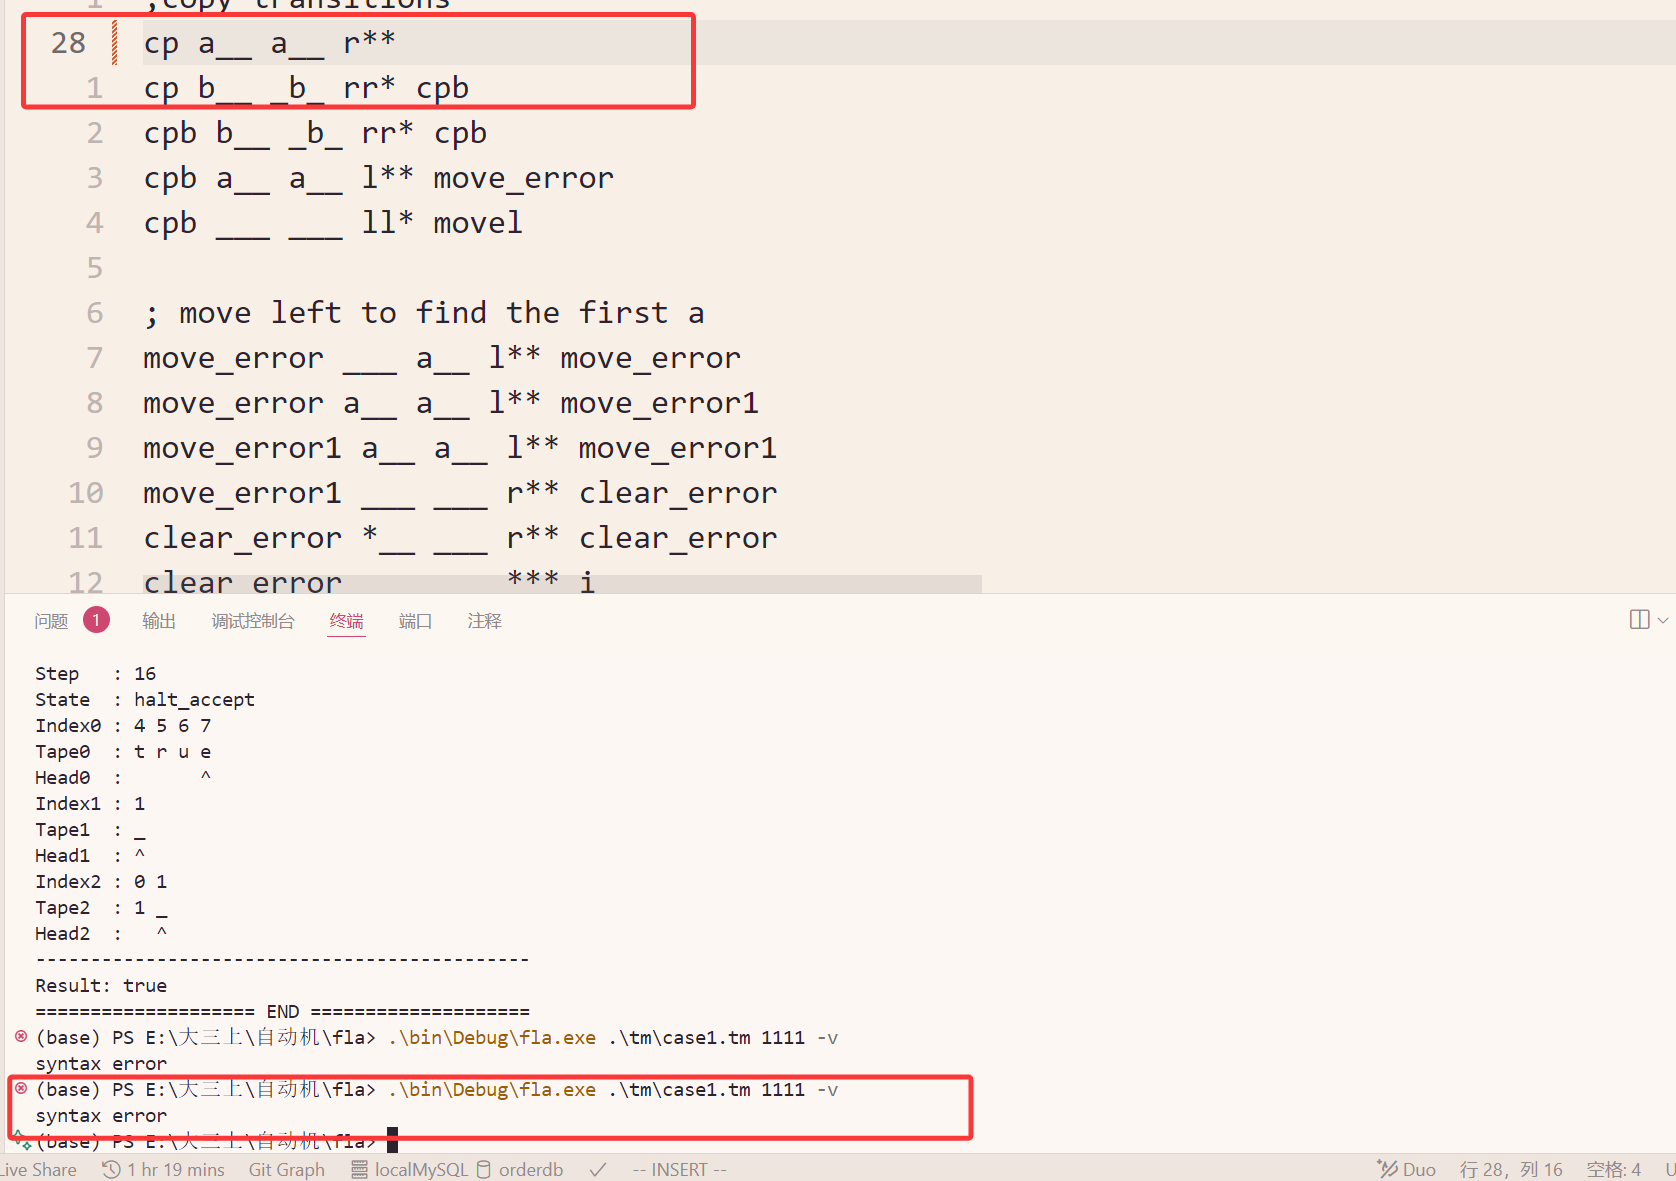 1 ;copy transitions
28 cp a__ a__ r**
1 cp b__ _b_ rr* cpb
2 cpb b__ _b_ rr* cpb
3 cpb a__ a__ l** move_error
4 cpb ___ ___ ll* movel
5
6 ; move left to find the first a
7 move_error ___ a__ l** move_error
8 move_error a__ a__ l** move_error1
9 move_error1 a__ a__ l** move_error1
10 move_error1 ___ ___ r** clear_error
11 clear_error *__ ___ r** clear_error
12 clear error *** i
问题 1 输出 调试控制台 终端 端口 注释
Step : 16
State : halt_accept
Index0 : 4 5 6 7
Tape0 : t r u e
Head0 : ^
Index1 : 1
Tape1 : _
Head1 : ^
Index2 : 0 1
Tape2 : 1 _
Head2 : ^
---------------------------------------------
Result: true
==================== END ====================
(base) PS E:\大三上\自动机\fla> .\bin\Debug\fla.exe .\tm\case1.tm 1111 -v
syntax error
(base) PS E:\大三上\自动机\fla> .\bin\Debug\fla.exe .\tm\case1.tm 1111 -v
syntax error
(base) PS E:\大三上\自动机\fla>
Live Share 1 hr 19 mins Git Graph localMySQL orderdb -- INSERT -- Duo 行 28，列 16 空格: 4